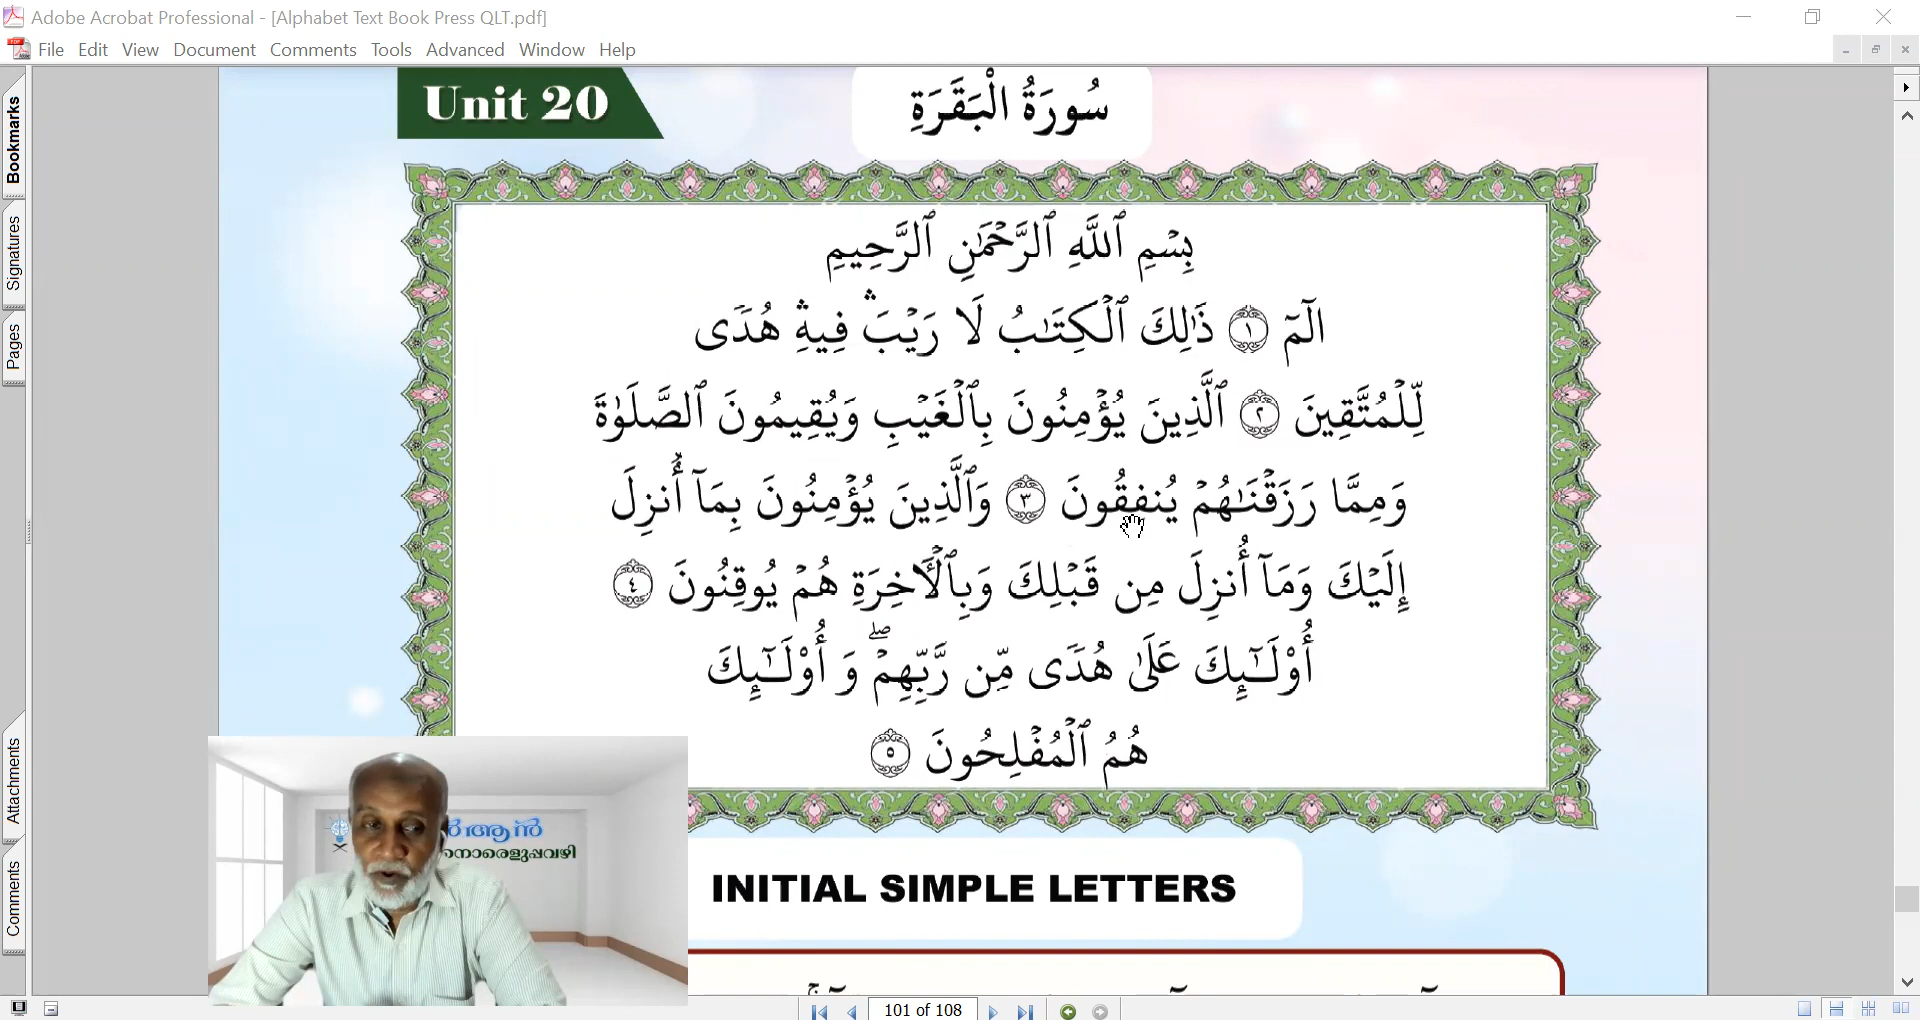 Adobe Acrobat Professional - [Alphabet Text Book Press QLT.pdf]
File Edit View Document Comments Tools Advanced Window Help
Bookmarks
Signatures
Pages
Attachments
Comments
Unit 20
سُورَةُ الْبَقَرَةِ
بِسْمِ ٱللَّهِ ٱلرَّحْمَٰنِ ٱلرَّحِيمِ
الٓمٓ ١ ذَٰلِكَ ٱلْكِتَٰبُ لَا رَيْبَۛ فِيهِۛ هُدًى
لِّلْمُتَّقِينَ ٢ ٱلَّذِينَ يُؤْمِنُونَ بِٱلْغَيْبِ وَيُقِيمُونَ ٱلصَّلَوٰةَ
وَمِمَّا رَزَقْنَٰهُمْ يُنفِقُونَ ٣ وَٱلَّذِينَ يُؤْمِنُونَ بِمَآ أُنزِلَ
إِلَيْكَ وَمَآ أُنزِلَ مِن قَبْلِكَ وَبِٱلْأَخِرَةِ هُمْ يُوقِنُونَ ٤
أُوْلَٰٓئِكَ عَلَىٰ هُدًى مِّن رَّبِّهِمْۖ وَ أُوْلَٰٓئِكَ
هُمُ ٱلْمُفْلِحُونَ ٥
ർആൻ
നൊരെളുപ്പവഴി
INITIAL SIMPLE LETTERS
101 of 108